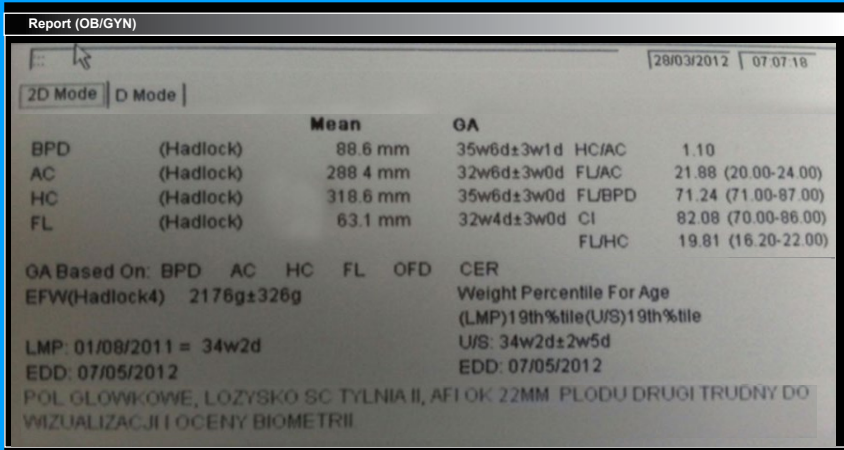 Report (OB/GYN)
28/03/2012 07:07:18
2D Mode D Mode
Mean GA
BPD (Hadlock) 88.6 mm 35w6d±3w1d HC/AC 1.10
AC (Hadlock) 288 4 mm 32w6d±3w0d FL/AC 21.88 (20.00-24.00)
HC (Hadlock) 318.6 mm 35w6d±3w0d FL/BPD 71.24 (71.00-87.00)
FL (Hadlock) 63.1 mm 32w4d±3w0d CI 82.08 (70.00-86.00)
FL/HC 19.81 (16.20-22.00)
GA Based On: BPD AC HC FL OFD CER
EFW(Hadlock4) 2176g±326g Weight Percentile For Age
(LMP)19th%tile(U/S)19th%tile
LMP: 01/08/2011 = 34w2d U/S: 34w2d±2w5d
EDD: 07/05/2012 EDD: 07/05/2012
POL GLOWKOWE, LOZYSKO SC TYLNIA II, AFI OK 22MM PLODU DRUGI TRUDNY DO
WIZUALIZACJI I OCENY BIOMETRII